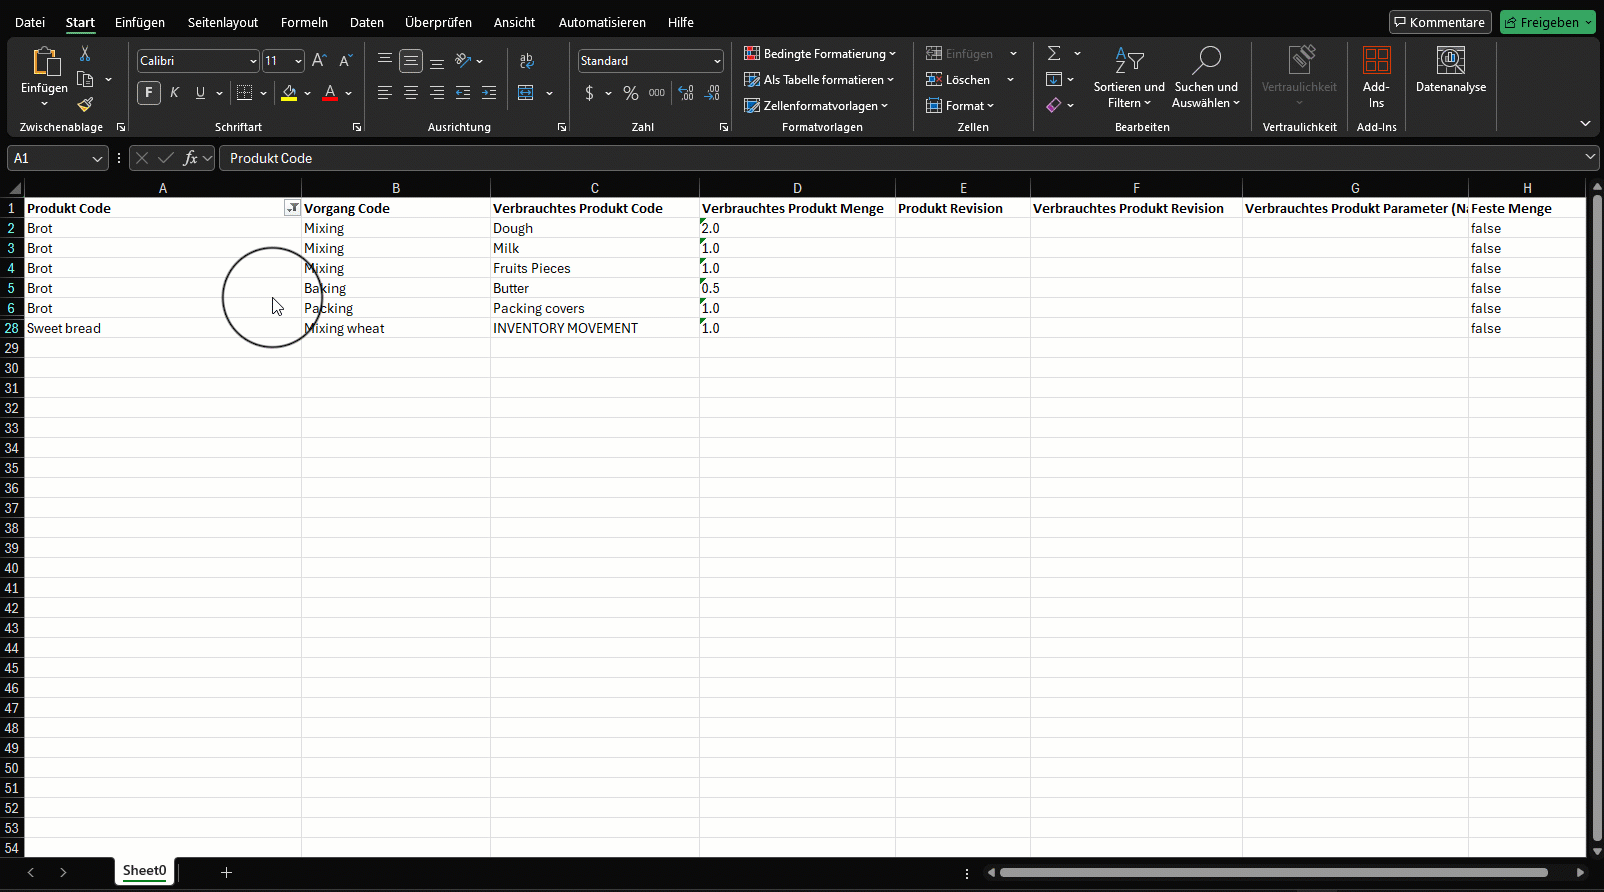 Datei Start Einfügen Seitenlayout Formeln Daten Überprüfen Ansicht Automatisieren Hilfe Kommentare Freigeben
Einfügen
Zwischenablage
Calibri 11
F K U A
Schriftart
Ausrichtung
Standard
$ % 000
Zahl
Bedingte Formatierung
Als Tabelle formatieren
Zellenformatvorlagen
Formatvorlagen
Einfügen
Löschen
Format
Zellen
Sortieren und
Filtern
Suchen und
Auswählen
Bearbeiten
Vertraulichkeit
Vertraulichkeit
Add-
Ins
Add-Ins
Datenanalyse
A1 fx Produkt Code
A B C D E F G H
1 Produkt Code Vorgang Code Verbrauchtes Produkt Code Verbrauchtes Produkt Menge Produkt Revision Verbrauchtes Produkt Revision Verbrauchtes Produkt Parameter (Na Feste Menge
2 Brot Mixing Dough 2.0 false
3 Brot Mixing Milk 1.0 false
4 Brot Mixing Fruits Pieces 1.0 false
5 Brot Baking Butter 0.5 false
6 Brot Packing Packing covers 1.0 false
28 Sweet bread Mixing wheat INVENTORY MOVEMENT 1.0 false
29
30
31
32
33
34
35
36
37
38
39
40
41
42
43
44
45
46
47
48
49
50
51
52
53
54
Sheet0